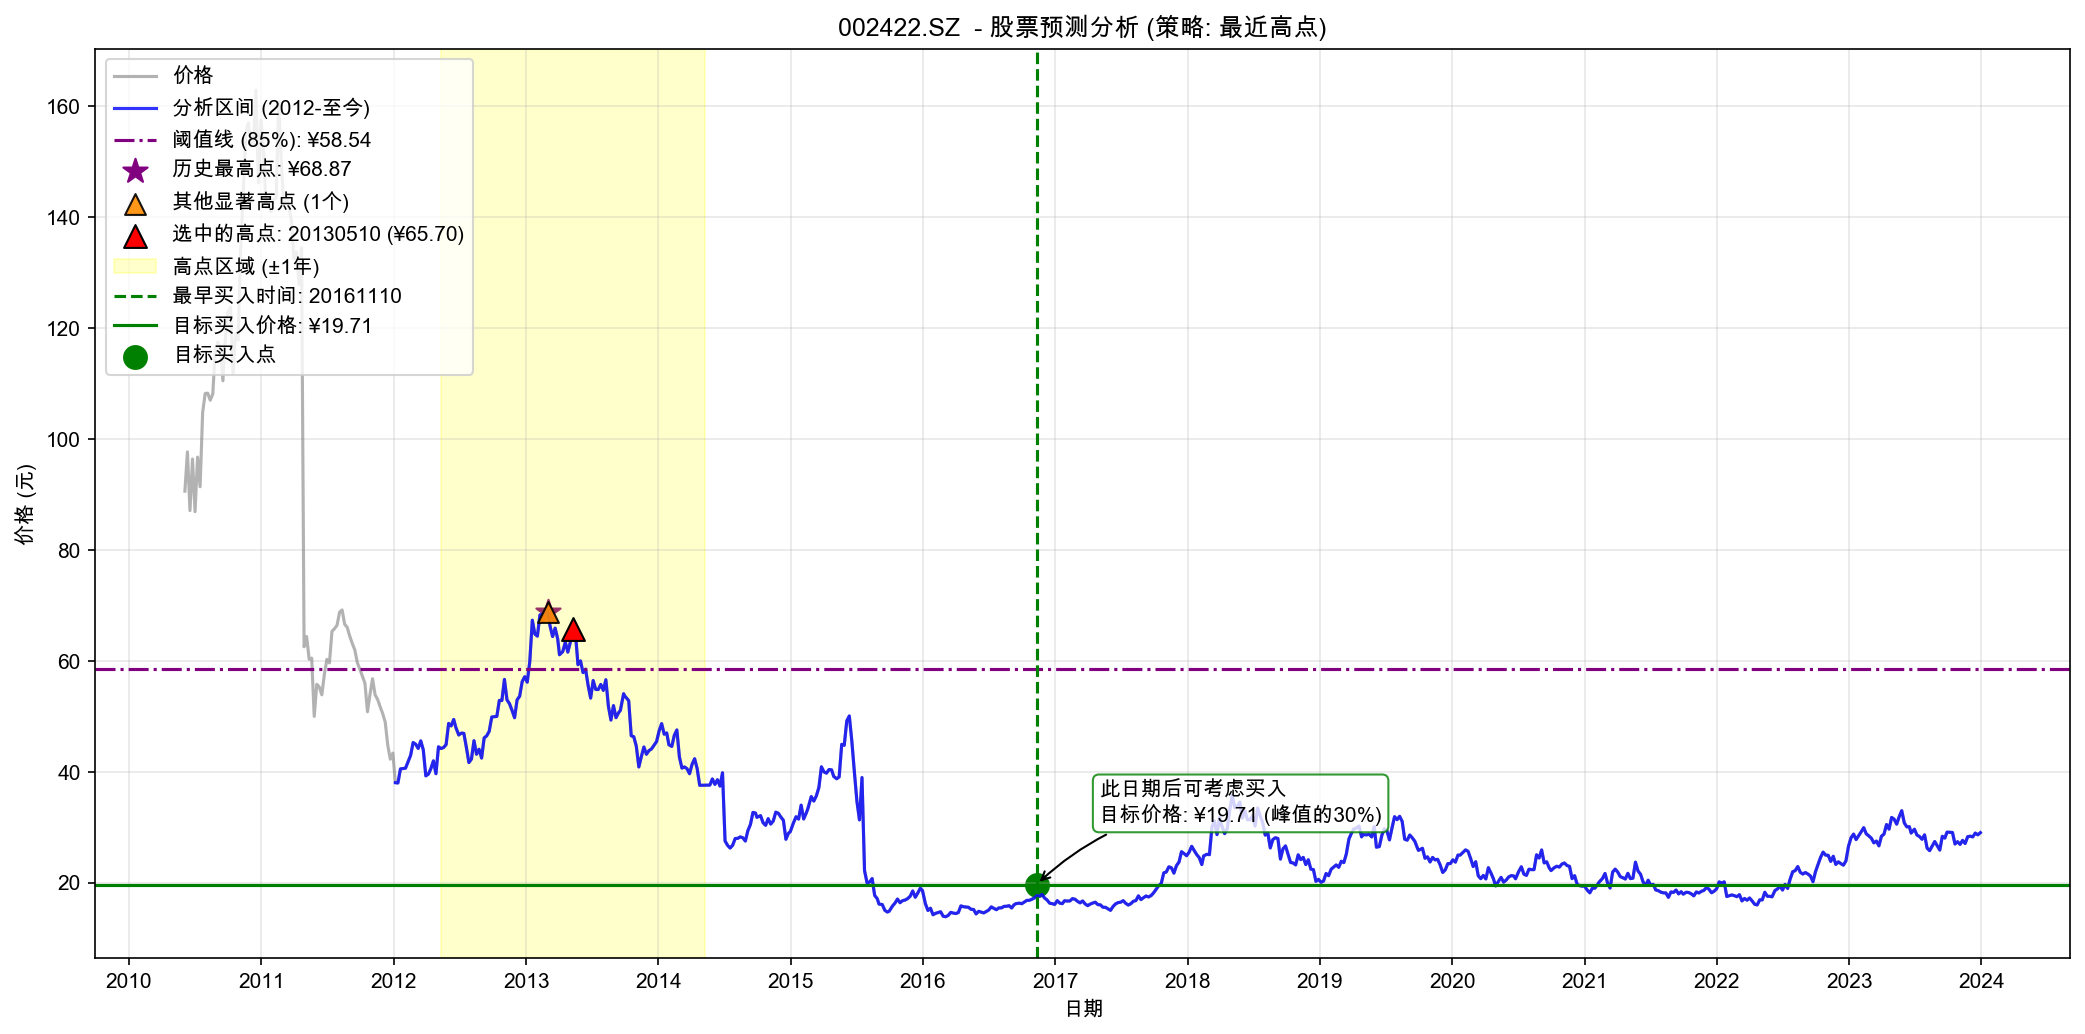 002422.SZ - 股票预测分析 (策略: 最近高点)
价格
分析区间 (2012-至今)
阈值线 (85%): ¥58.54
历史最高点: ¥68.87
其他显著高点 (1个)
选中的高点: 20130510 (¥65.70)
高点区域 (±1年)
最早买入时间: 20161110
目标买入价格: ¥19.71
目标买入点
价格 (元)
160
140
120
100
80
60
40
20
此日期后可考虑买入
目标价格: ¥19.71 (峰值的30%)
2010 2011 2012 2013 2014 2015 2016 2017 2018 2019 2020 2021 2022 2023 2024
日期